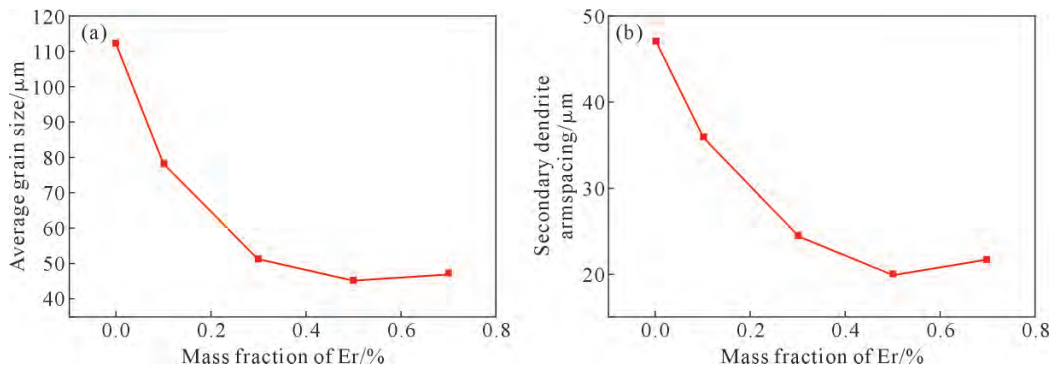 (a)
Average grain size/μm
120
110
100
90
80
70
60
50
40
0.0 0.2 0.4 0.6 0.8
Mass fraction of Er/%
(b)
Secondary dendrite
armspacing/μm
50
40
30
20
0.0 0.2 0.4 0.6 0.8
Mass fraction of Er/%